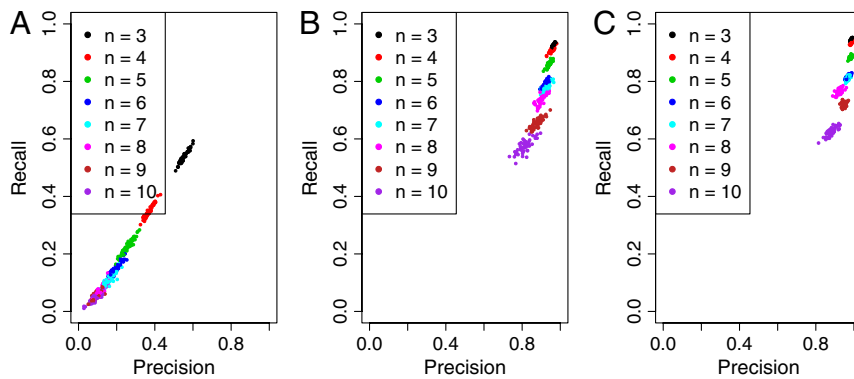 A
n = 3
n = 4
n = 5
n = 6
n = 7
n = 8
n = 9
n = 10
Recall
0.0 0.2 0.4 0.6 0.8 1.0
0.0 0.4 0.8
Precision
B
n = 3
n = 4
n = 5
n = 6
n = 7
n = 8
n = 9
n = 10
Recall
0.0 0.2 0.4 0.6 0.8 1.0
0.0 0.4 0.8
Precision
C
n = 3
n = 4
n = 5
n = 6
n = 7
n = 8
n = 9
n = 10
Recall
0.0 0.2 0.4 0.6 0.8 1.0
0.0 0.4 0.8
Precision